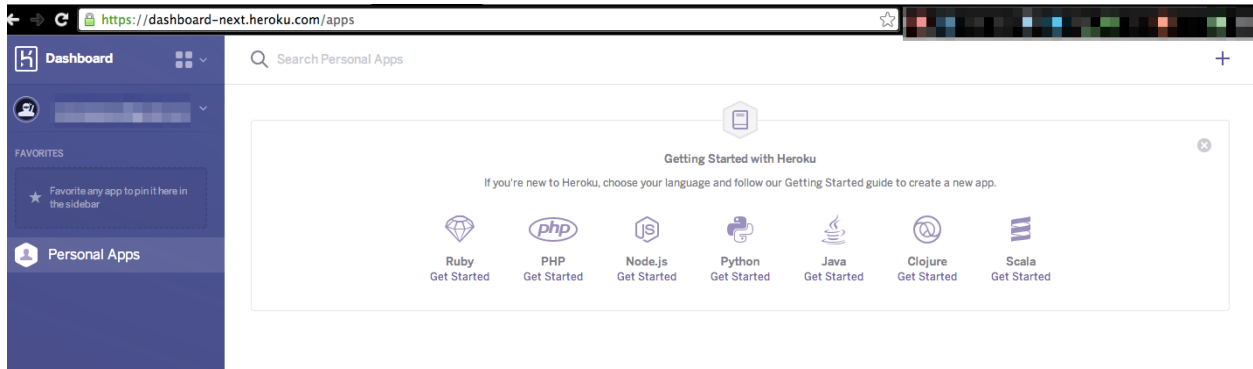 https://dashboard-next.heroku.com/apps
Dashboard
Search Personal Apps
+
FAVORITES
Favorite any app to pin it here in
the sidebar
Personal Apps
Getting Started with Heroku
If you're new to Heroku, choose your language and follow our Getting Started guide to create a new app.
php
JS
Ruby PHP Node.js Python Java Clojure Scala
Get Started Get Started Get Started Get Started Get Started Get Started Get Started